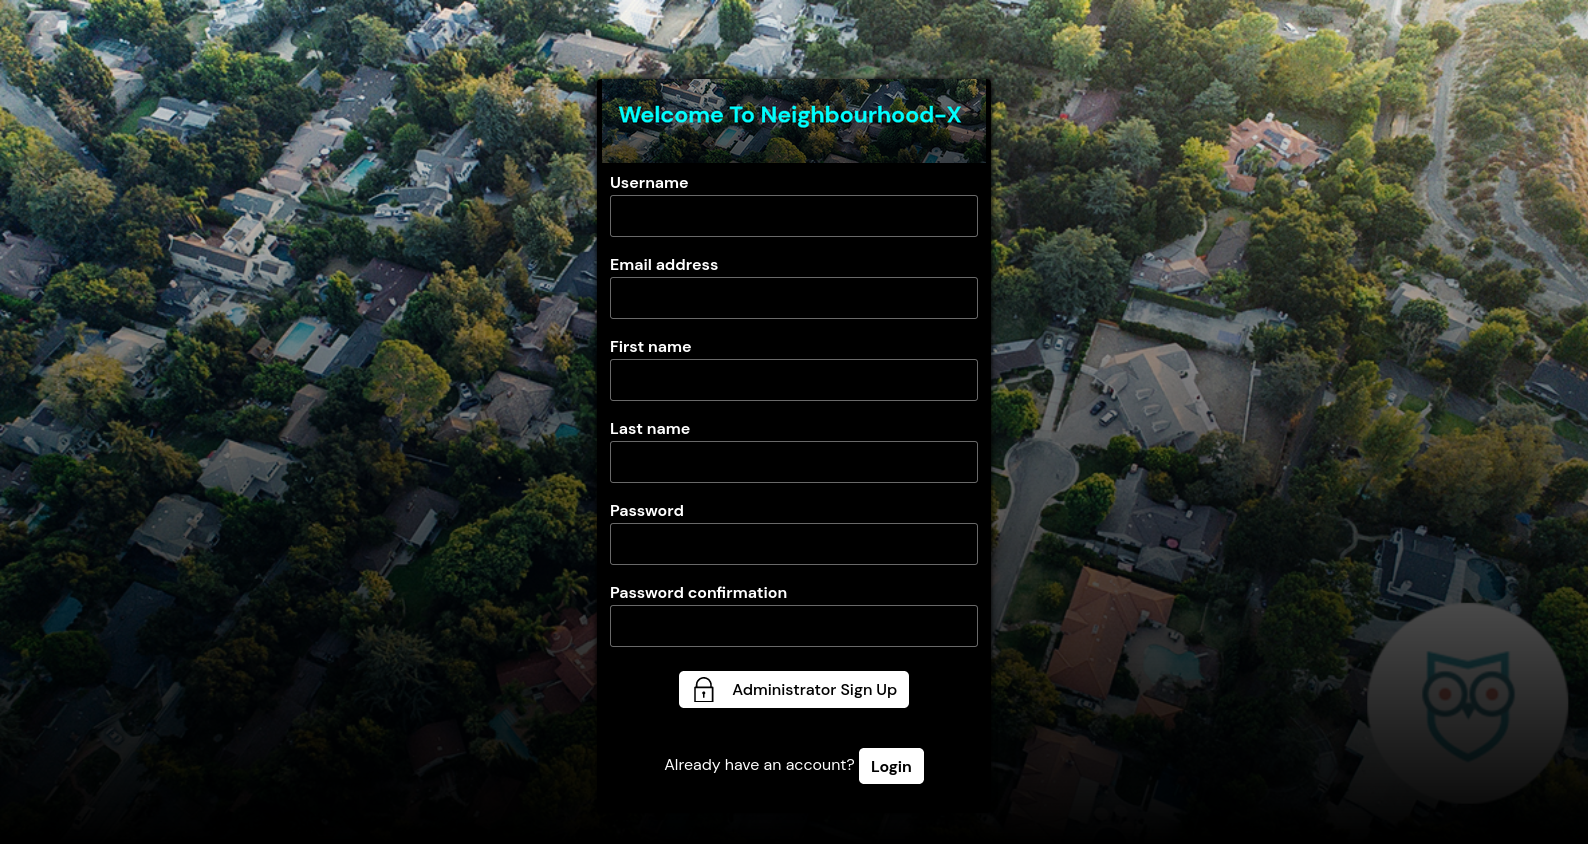 Welcome To Neighbourhood-X
Username
Email address
First name
Last name
Password
Password confirmation
Administrator Sign Up
Already have an account? Login